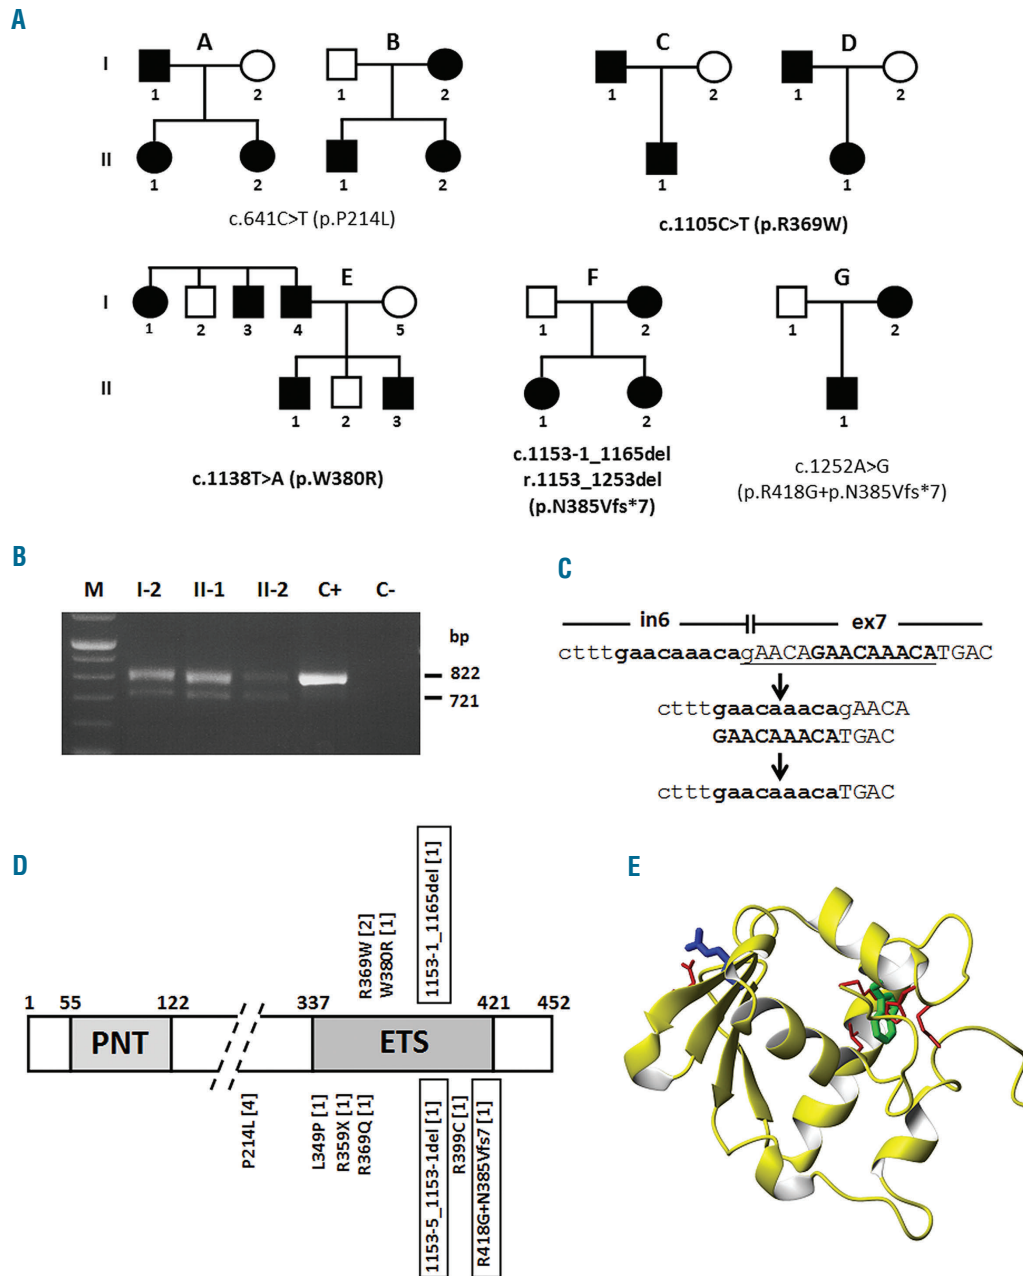 A
A B C D
I
1 2 1 2 1 2 1 2
II
1 2 1 2 1 1
c.641C>T (p.P214L)
c.1105C>T (p.R369W)
E F G
I
1 2 3 4 5 1 2 1 2
II
1 2 3 1 2 1
c.1138T>A (p.W380R)
c.1153-1_1165del
r.1153_1253del
(p.N385Vfs*7)
c.1252A>G
(p.R418G+p.N385Vfs*7)
B
M I-2 II-1 II-2 C+ C-
bp
822
721
C
in6 ex7
ctttgaacaaacagAACAGAACAAACATGAC
ctttgaacaaacagAACA
GAACAAACATGAC
ctttgaacaaacaTGAC
D
R369W [2]
W380R [1]
1153-1_1165del [1]
1 55 122 337 421 452
PNT ETS
P214L [4]
L349P [1]
R359X [1]
R369Q [1]
1153-5_1153-1del [1]
R399C [1]
R418G+N385Vfs7 [1]
E